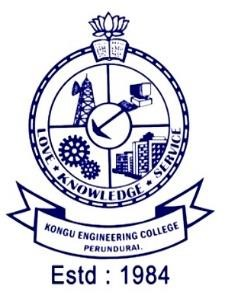 LOVE ★ KNOWLEDGE ★ SERVICE
KONGU ENGINEERING COLLEGE
PERUNDURAI.
Estd : 1984